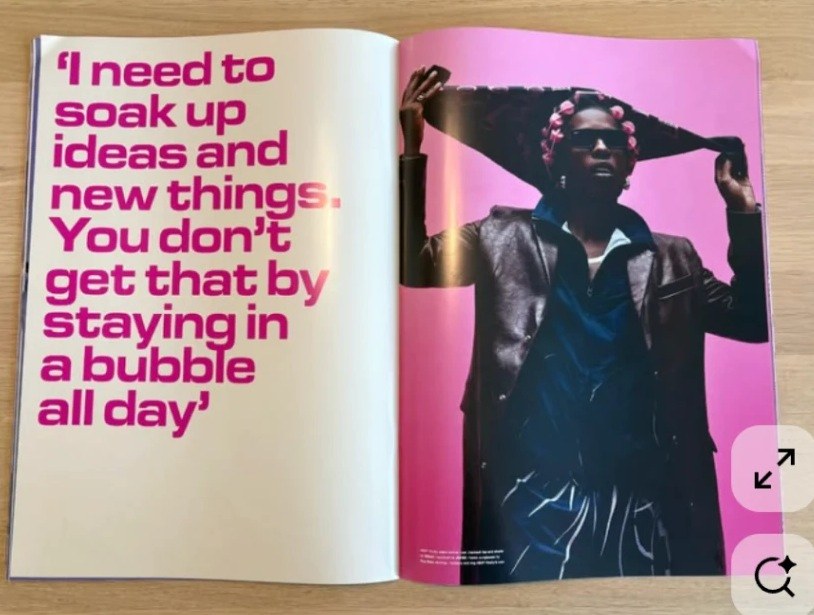 ‘I need to
soak up
ideas and
new things.
You don’t
get that by
staying in
a bubble
all day’